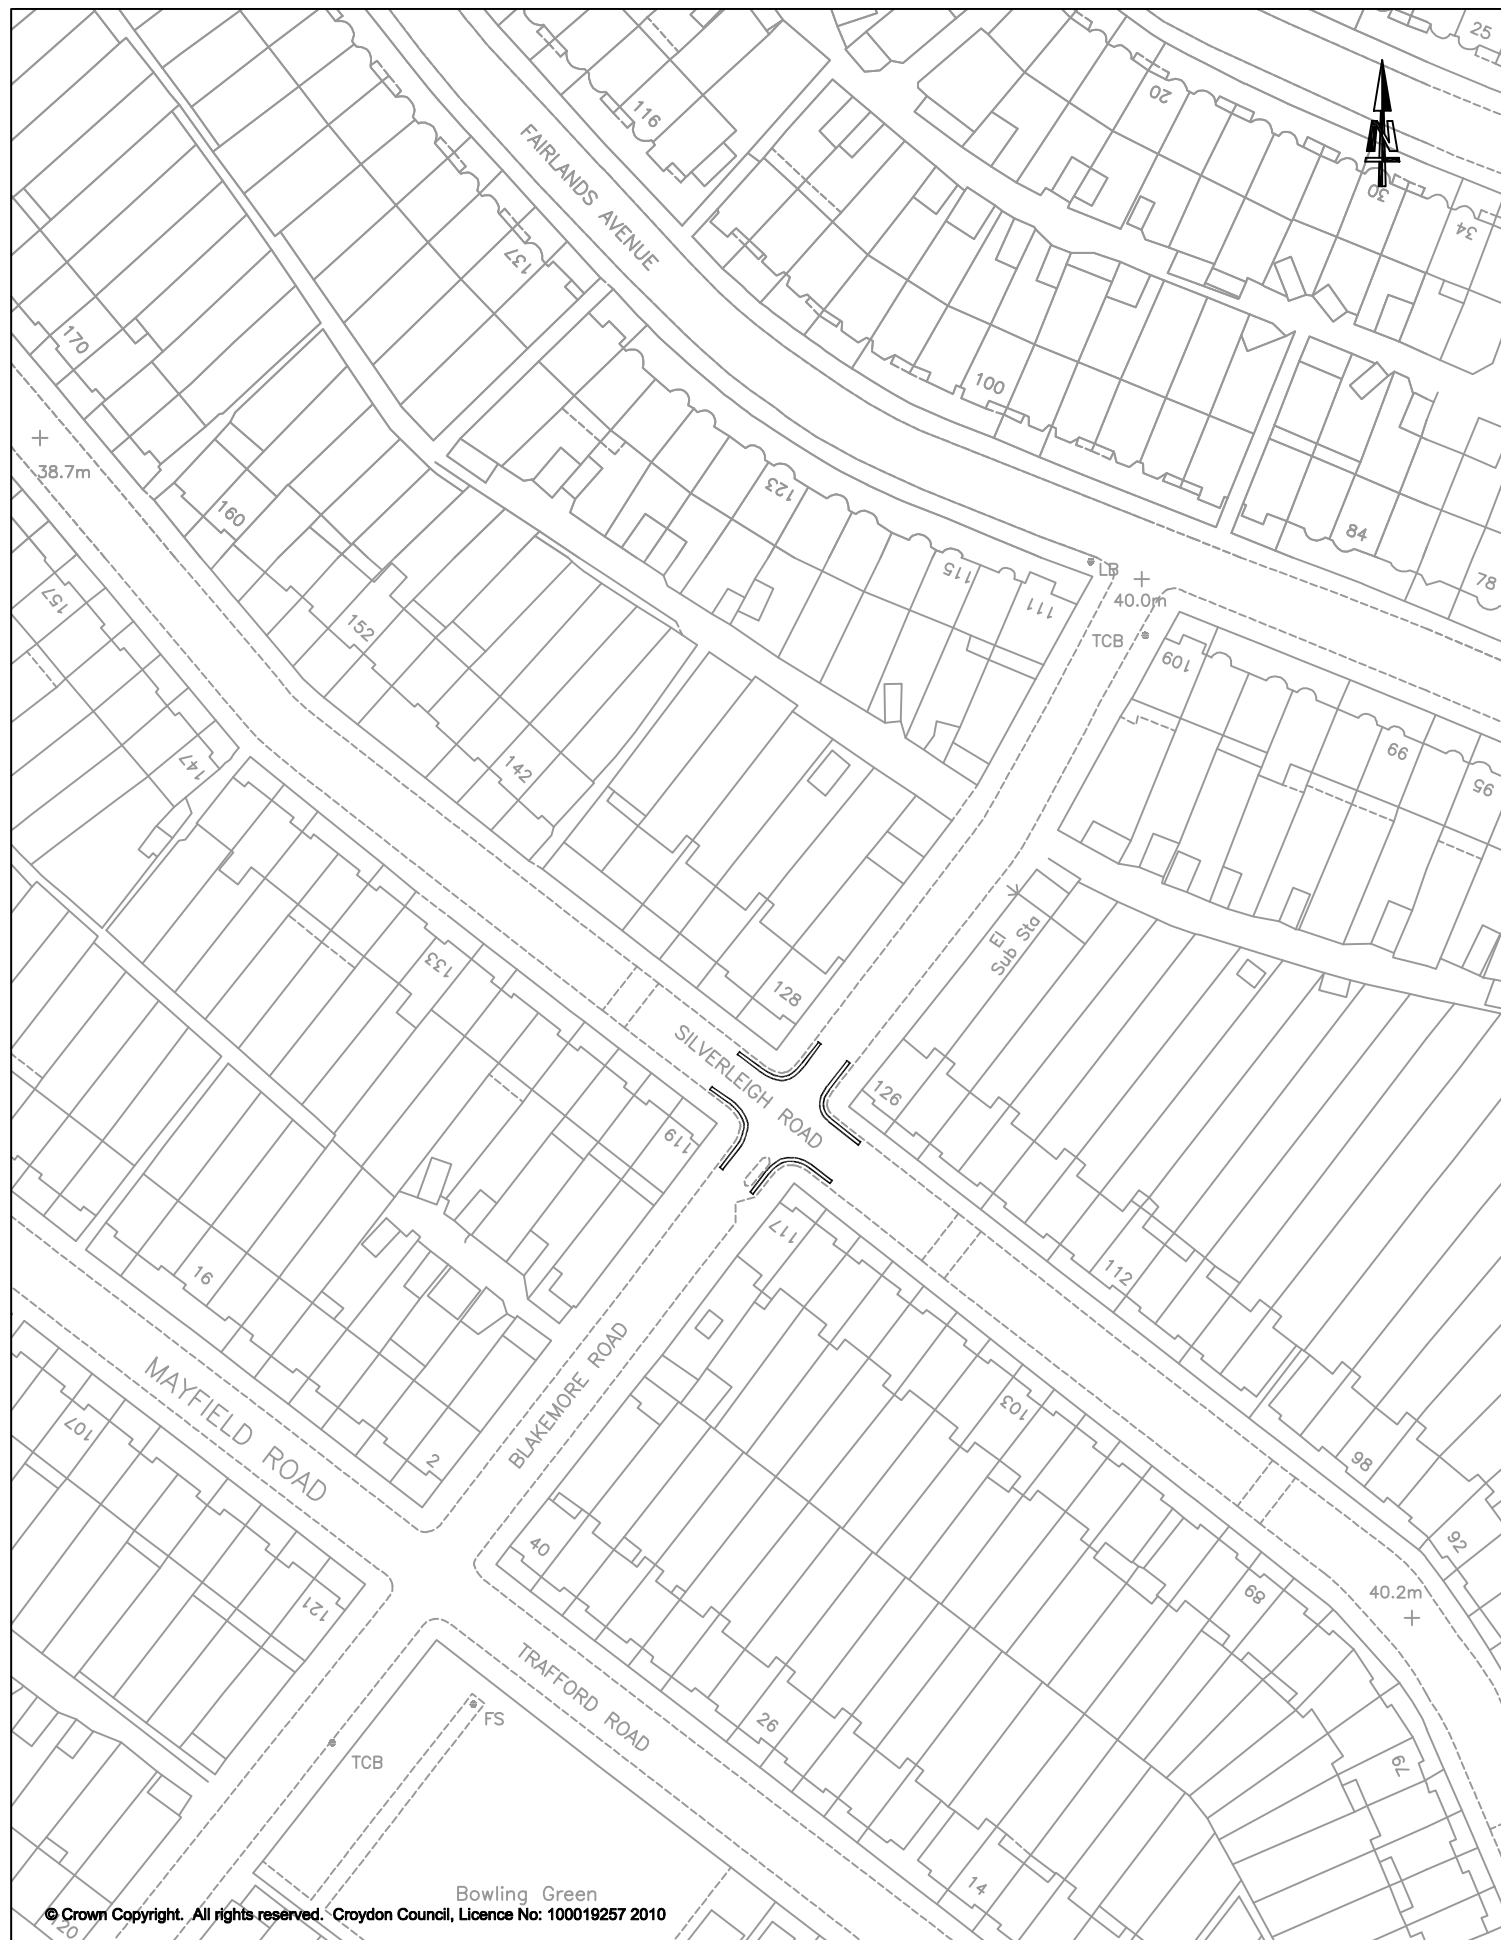 25
20
116
N
30
34
FAIRLANDS AVENUE
137
170
100
38.7m
123
160
84
LB
40.0m
78
115
111
157
TCB
109
152
147
142
99
95
133
El
Sub Sta
128
SILVERLEIGH ROAD
126
119
117
112
16
BLAKEMORE ROAD
MAYFIELD ROAD
103
107
2
98
92
40
121
89
40.2m
TRAFFORD ROAD
FS
26
TCB
79
14
Bowling Green
© Crown Copyright. All rights reserved. Croydon Council, Licence No: 100019257 2010
120